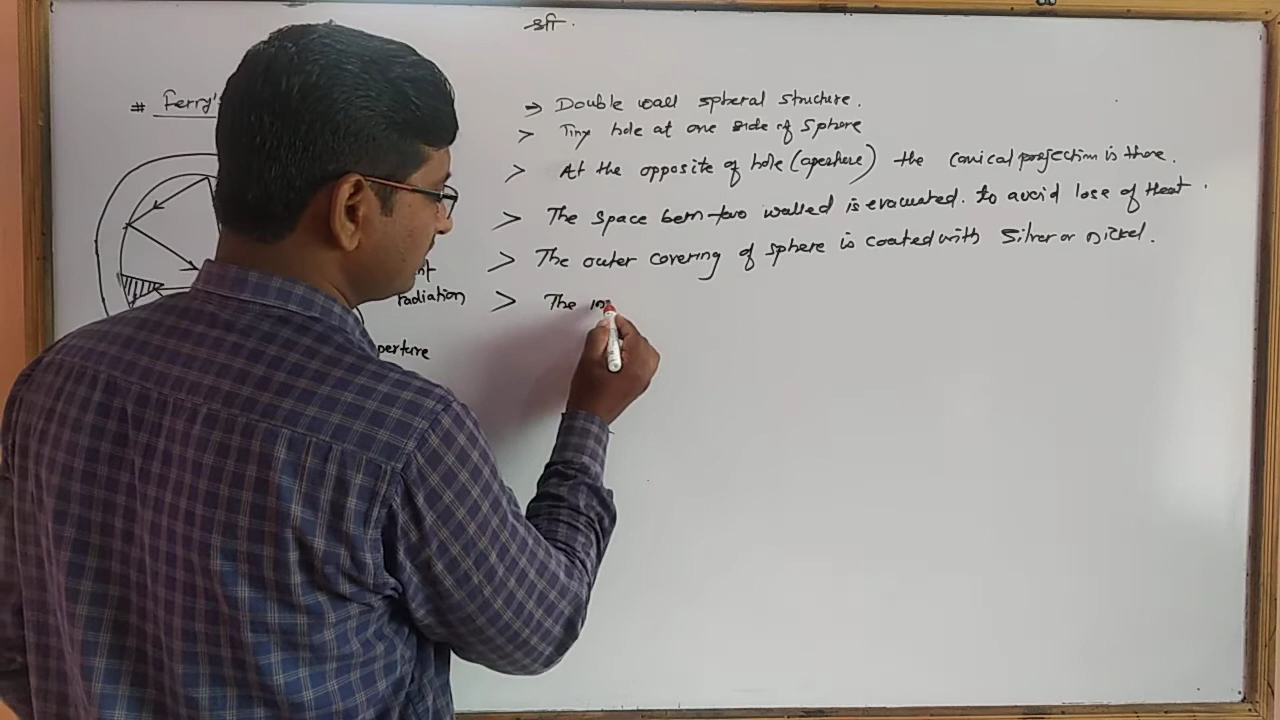 श्री.
# Ferry's
→ Double wall spheral structure.
> Tiny hole at one side of sphere
> At the opposite of hole (aperture) the conical projection is there.
> The space betn two walled is evacuated. to avoid lose of Heat.
> The outer covering of sphere is coated with Silver or Nickel.
radiation
> The inn
perture